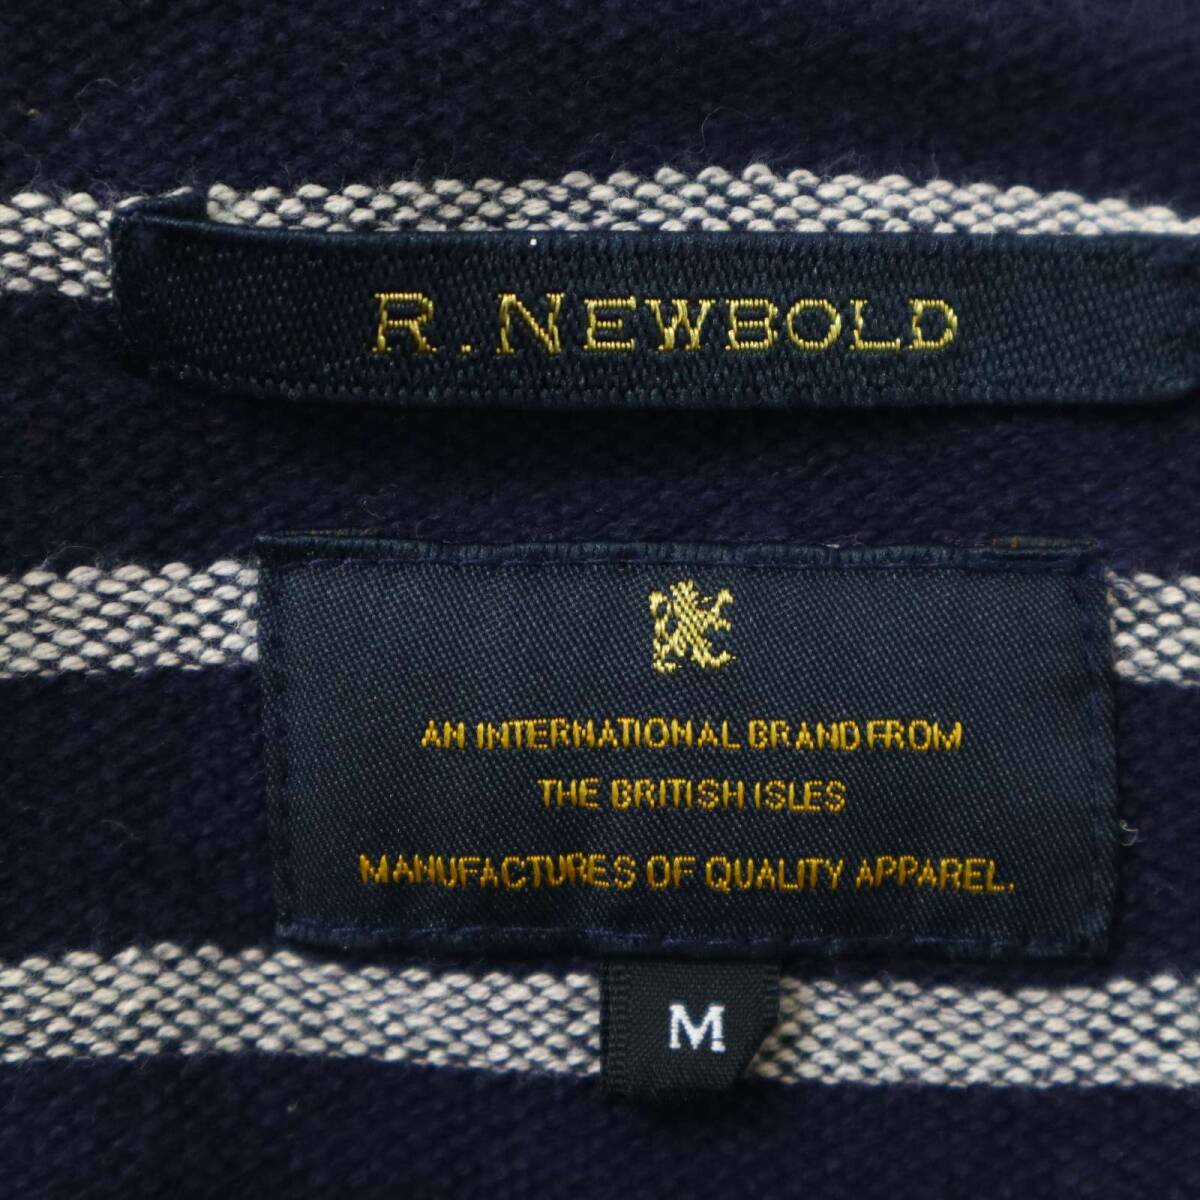 R. NEWBOLD
AN INTERNATIONAL BRAND FROM
THE BRITISH ISLES
MANUFACTURES OF QUALITY APPAREL.
M